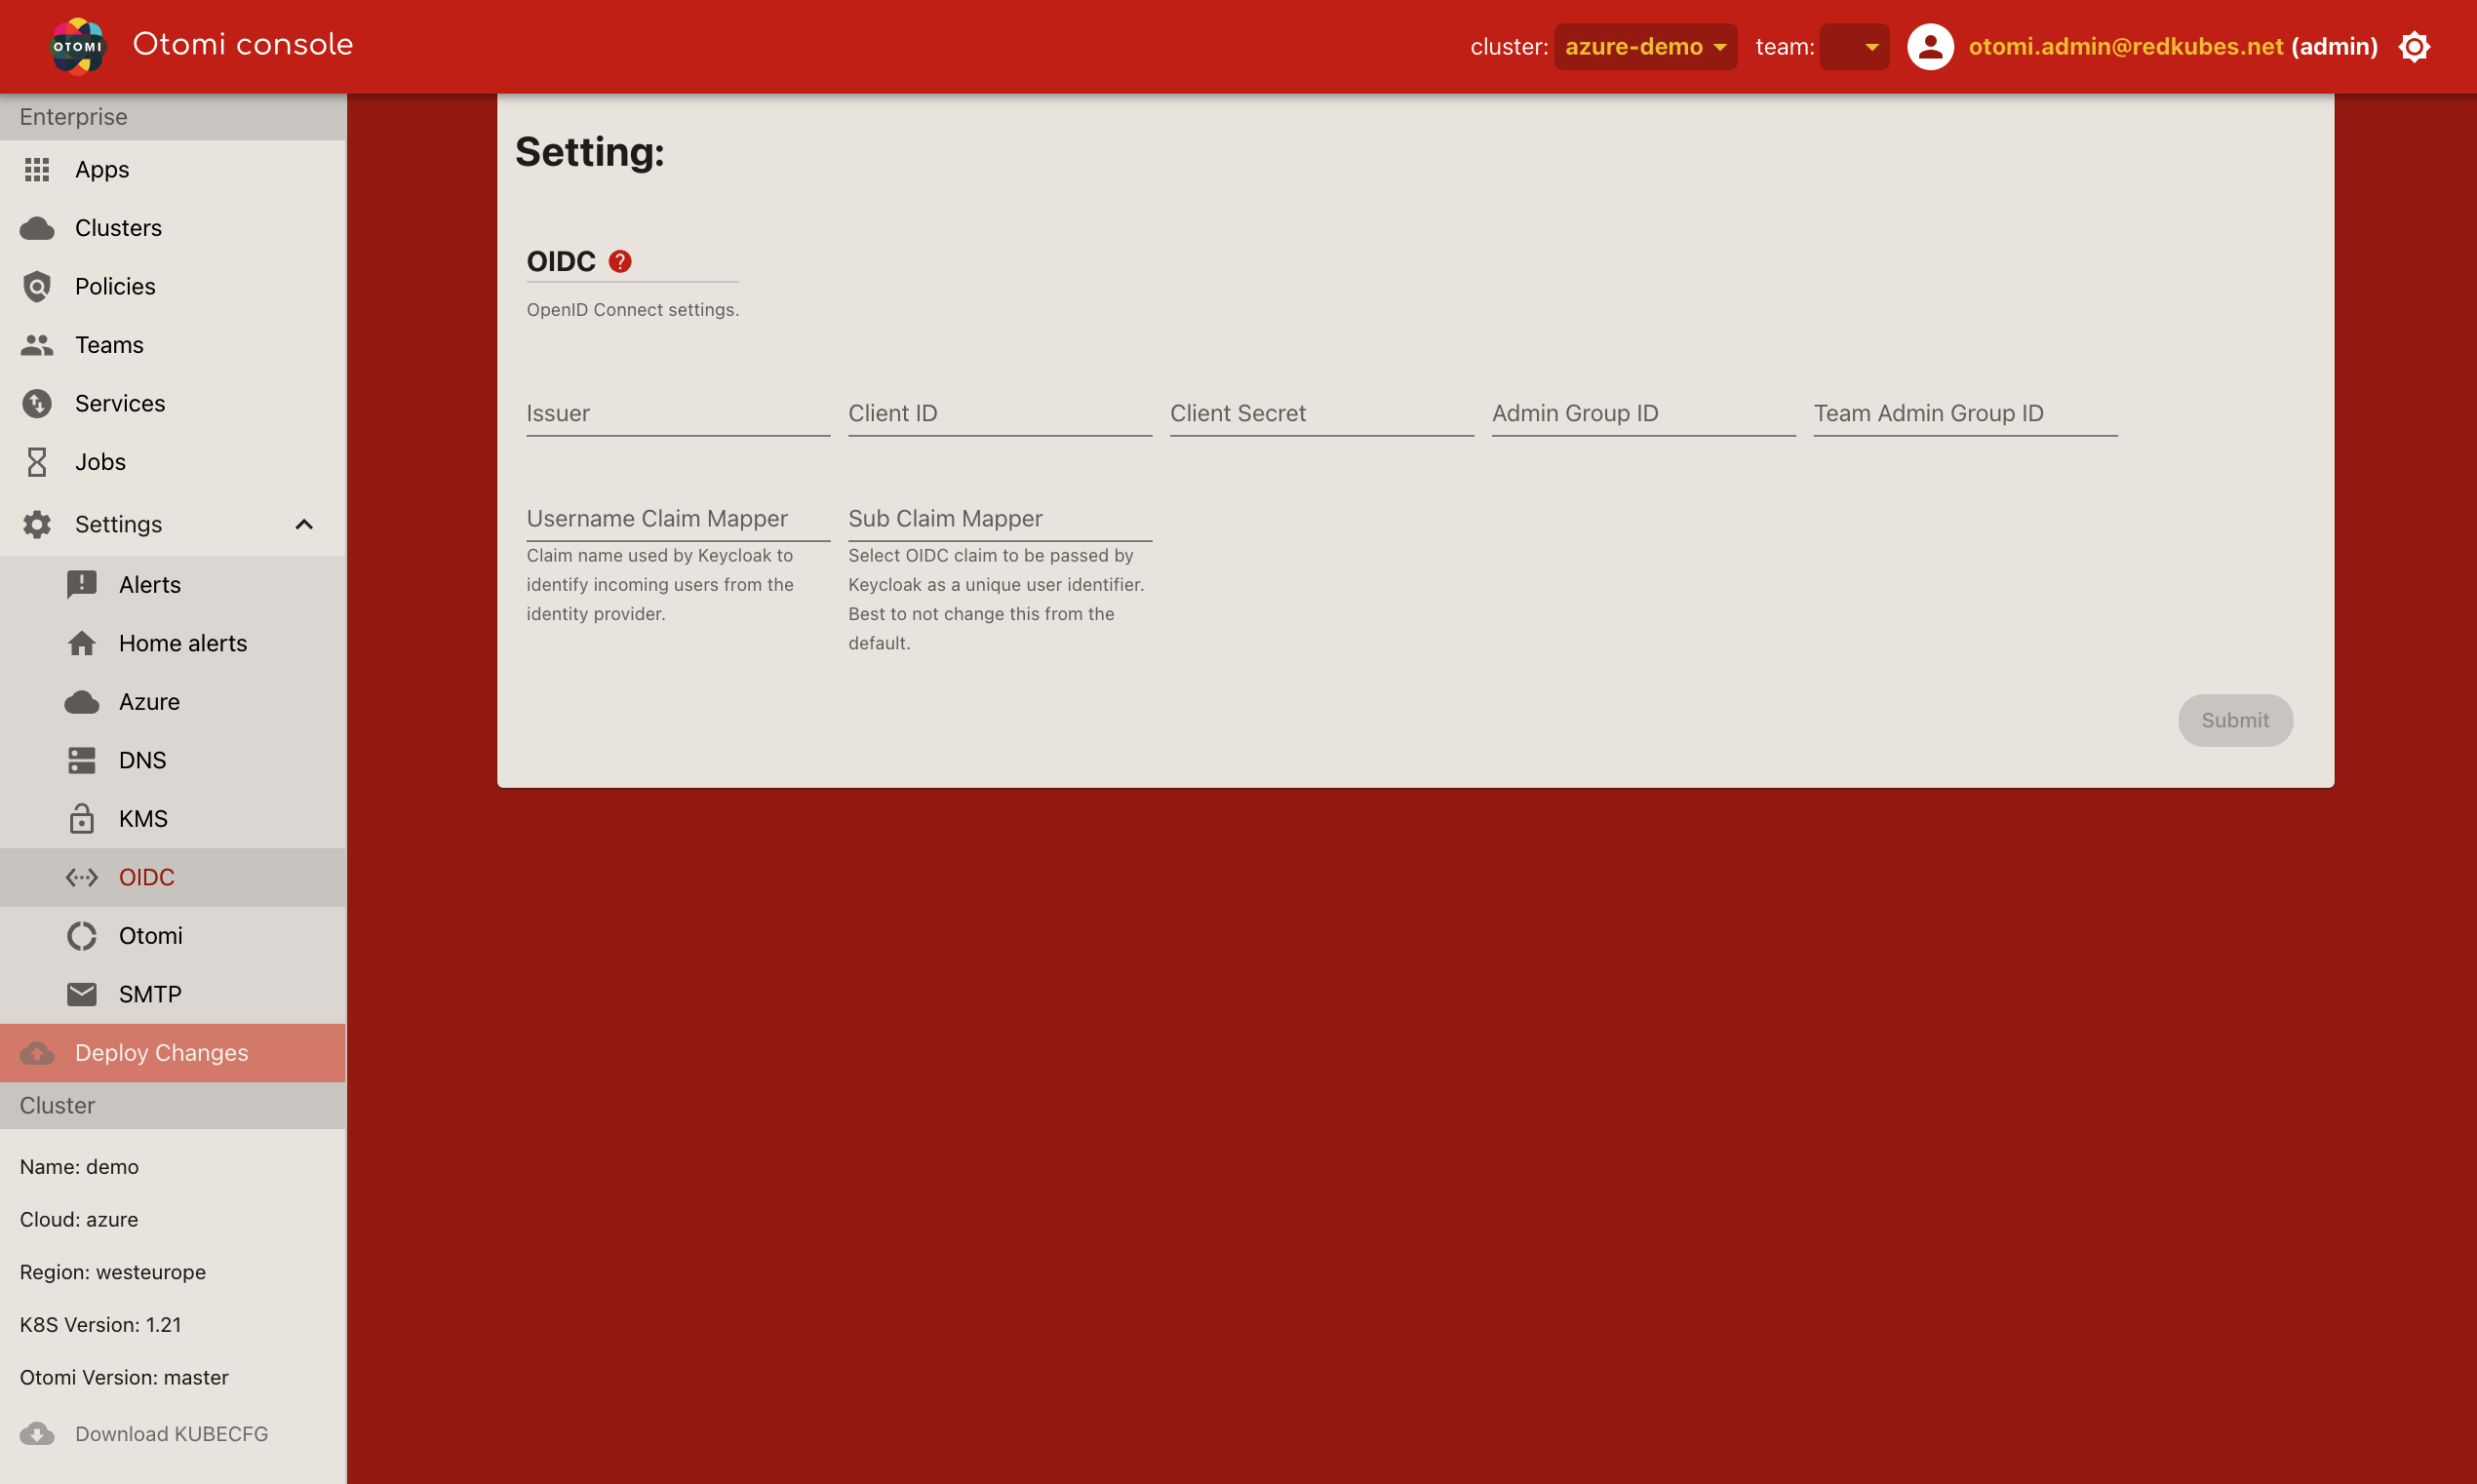 OTOMI
Otomi console
cluster: azure-demo team: otomi.admin@redkubes.net (admin)
Enterprise
Apps
Clusters
Policies
Teams
Services
Jobs
Settings
Alerts
Home alerts
Azure
DNS
KMS
OIDC
Otomi
SMTP
Deploy Changes
Cluster
Name: demo
Cloud: azure
Region: westeurope
K8S Version: 1.21
Otomi Version: master
Download KUBECFG
Setting:
OIDC ?
OpenID Connect settings.
Issuer
Client ID
Client Secret
Admin Group ID
Team Admin Group ID
Username Claim Mapper
Claim name used by Keycloak to
identify incoming users from the
identity provider.
Sub Claim Mapper
Select OIDC claim to be passed by
Keycloak as a unique user identifier.
Best to not change this from the
default.
Submit